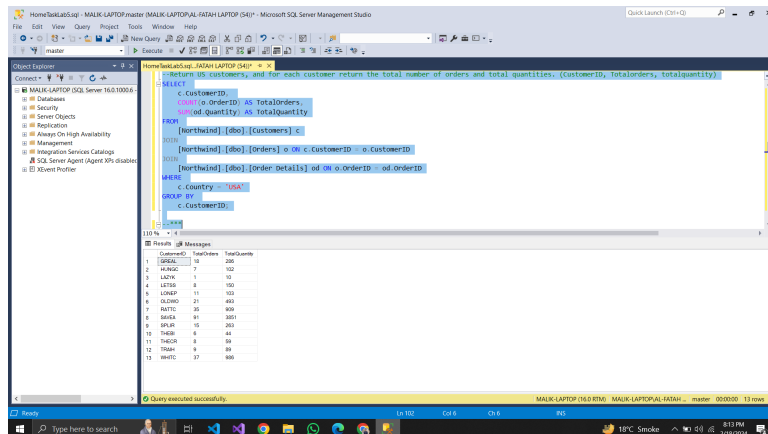 HomeTaskLab5.sql - MALIK-LAPTOP.master (MALIK-LAPTOP\AL-FATAH LAPTOP (54))* - Microsoft SQL Server Management Studio
Quick Launch (Ctrl+Q)
File Edit View Query Project Tools Window Help
New Query
master
Execute
Object Explorer
HomeTaskLab5.sql...FATAH LAPTOP (54))*
Connect
MALIK-LAPTOP (SQL Server 16.0.1000.6 -
Databases
Security
Server Objects
Replication
Always On High Availability
Management
Integration Services Catalogs
SQL Server Agent (Agent XPs disabled
XEvent Profiler
--Return US customers, and for each customer return the total number of orders and total quantities. (CustomerID, Totalorders, totalquantity)
SELECT
c.CustomerID,
COUNT(o.OrderID) AS TotalOrders,
SUM(od.Quantity) AS TotalQuantity
FROM
[Northwind].[dbo].[Customers] c
JOIN
[Northwind].[dbo].[Orders] o ON c.CustomerID = o.CustomerID
JOIN
[Northwind].[dbo].[Order Details] od ON o.OrderID = od.OrderID
WHERE
c.Country = 'USA'
GROUP BY
c.CustomerID;
--***
110 %
Results Messages
CustomerID TotalOrders TotalQuantity
1 GREAL 18
2 HUNGC 7 102
3 LAZYK 1 10
4 LETSS 8 150
5 LONEP 11 103
6 OLDWO 21 493
7 RATTC 35 909
8 SAVEA 91 3851
9 SPLIR 15 263
10 THEBI 6 44
11 THECR 8 59
12 TRAIH 9 89
13 WHITC 37 986
Query executed successfully.
MALIK-LAPTOP (16.0 RTM) MALIK-LAPTOP\AL-FATAH ... master 00:00:00 13 rows
Ready Ln 102 Col 6 Ch 6 INS
Type here to search
18°C Smoke
8:13 PM
2/18/2024